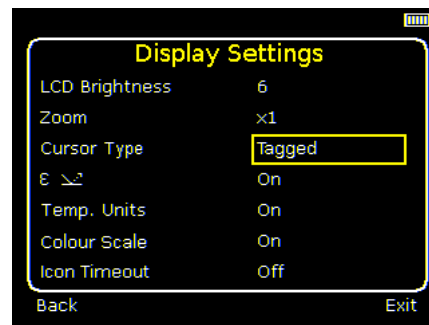 Display Settings
LCD Brightness 6
Zoom x1
Cursor Type Tagged
ε On
Temp. Units On
Colour Scale On
Icon Timeout Off
Back Exit